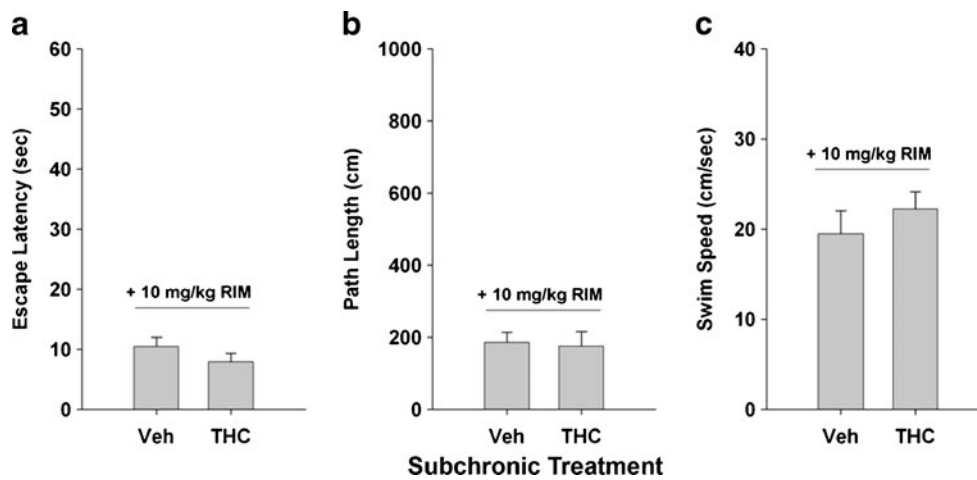 a
Escape Latency (sec)
60
50
40
30
20
10
0
+ 10 mg/kg RIM
Veh THC
b
Path Length (cm)
1000
800
600
400
200
0
+ 10 mg/kg RIM
Veh THC
c
Swim Speed (cm/sec)
40
30
20
10
0
+ 10 mg/kg RIM
Veh THC
Subchronic Treatment